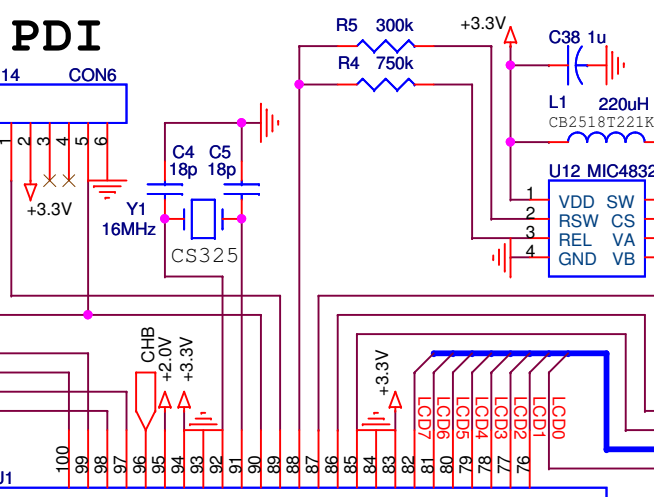 PDI
14 CON6
1 2 3 4 5 6
+3.3V
C4 C5
18p 18p
Y1
16MHz
CS325
R5 300k
R4 750k
+3.3V
C38 1u
L1 220uH
CB2518T221K
U12 MIC4832
1 VDD SW
2 RSW CS
3 REL VA
4 GND VB
CHB
+2.0V
+3.3V
+3.3V
LCD7
LCD6
LCD5
LCD4
LCD3
LCD2
LCD1
LCD0
100 99 98 97 96 95 94 93 92 91 90 89 88 87 86 85 84 83 82 81 80 79 78 77 76
J1